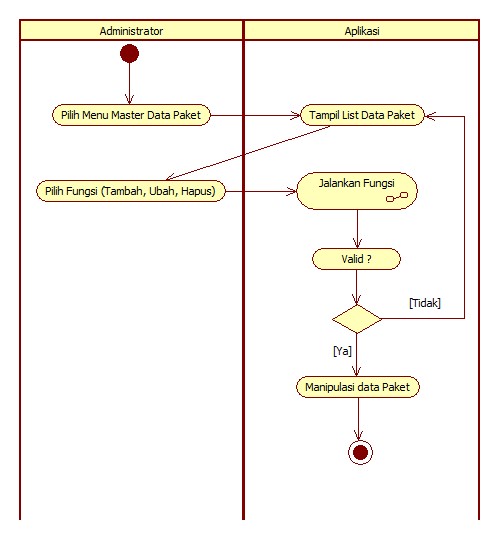 Administrator
Aplikasi
Pilih Menu Master Data Paket
Tampil List Data Paket
Pilih Fungsi (Tambah, Ubah, Hapus)
Jalankan Fungsi
Valid ?
[Tidak]
[Ya]
Manipulasi data Paket